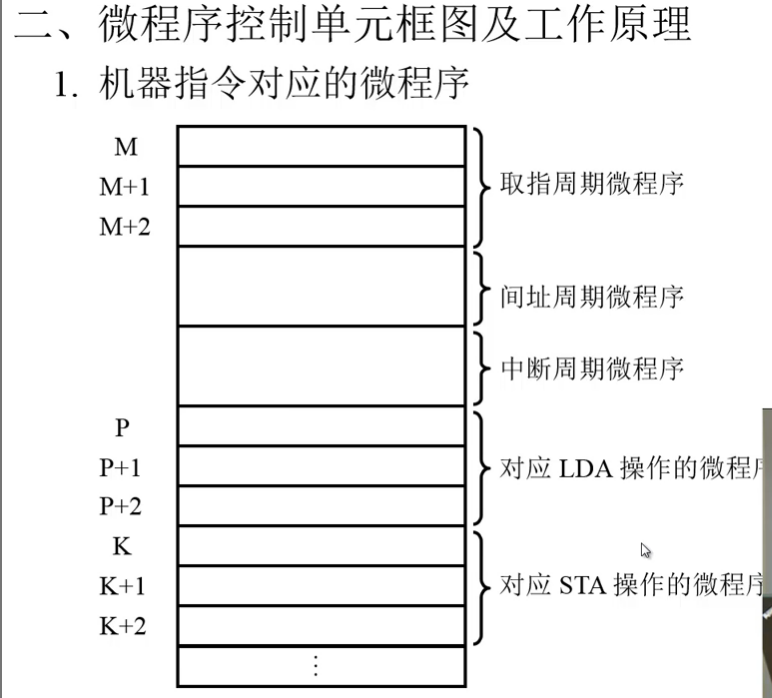 二、微程序控制单元框图及工作原理
1. 机器指令对应的微程序
M
M+1
取指周期微程序
M+2
间址周期微程序
中断周期微程序
P
P+1
对应 LDA 操作的微程序
P+2
K
K+1
对应 STA 操作的微程序
K+2
⋮